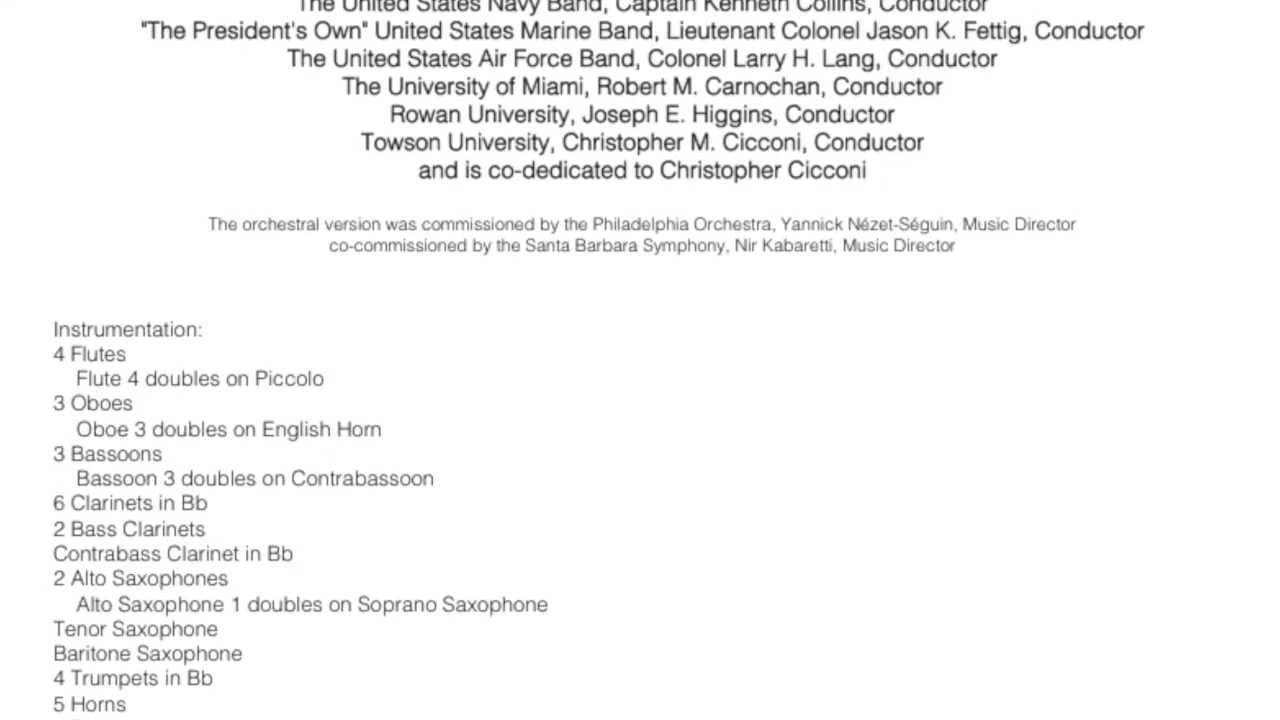 The United States Navy Band, Captain Kenneth Collins, Conductor
"The President's Own" United States Marine Band, Lieutenant Colonel Jason K. Fettig, Conductor
The United States Air Force Band, Colonel Larry H. Lang, Conductor
The University of Miami, Robert M. Carnochan, Conductor
Rowan University, Joseph E. Higgins, Conductor
Towson University, Christopher M. Cicconi, Conductor
and is co-dedicated to Christopher Cicconi
The orchestral version was commissioned by the Philadelphia Orchestra, Yannick Nézet-Séguin, Music Director
co-commissioned by the Santa Barbara Symphony, Nir Kabaretti, Music Director
Instrumentation:
4 Flutes
Flute 4 doubles on Piccolo
3 Oboes
Oboe 3 doubles on English Horn
3 Bassoons
Bassoon 3 doubles on Contrabassoon
6 Clarinets in Bb
2 Bass Clarinets
Contrabass Clarinet in Bb
2 Alto Saxophones
Alto Saxophone 1 doubles on Soprano Saxophone
Tenor Saxophone
Baritone Saxophone
4 Trumpets in Bb
5 Horns